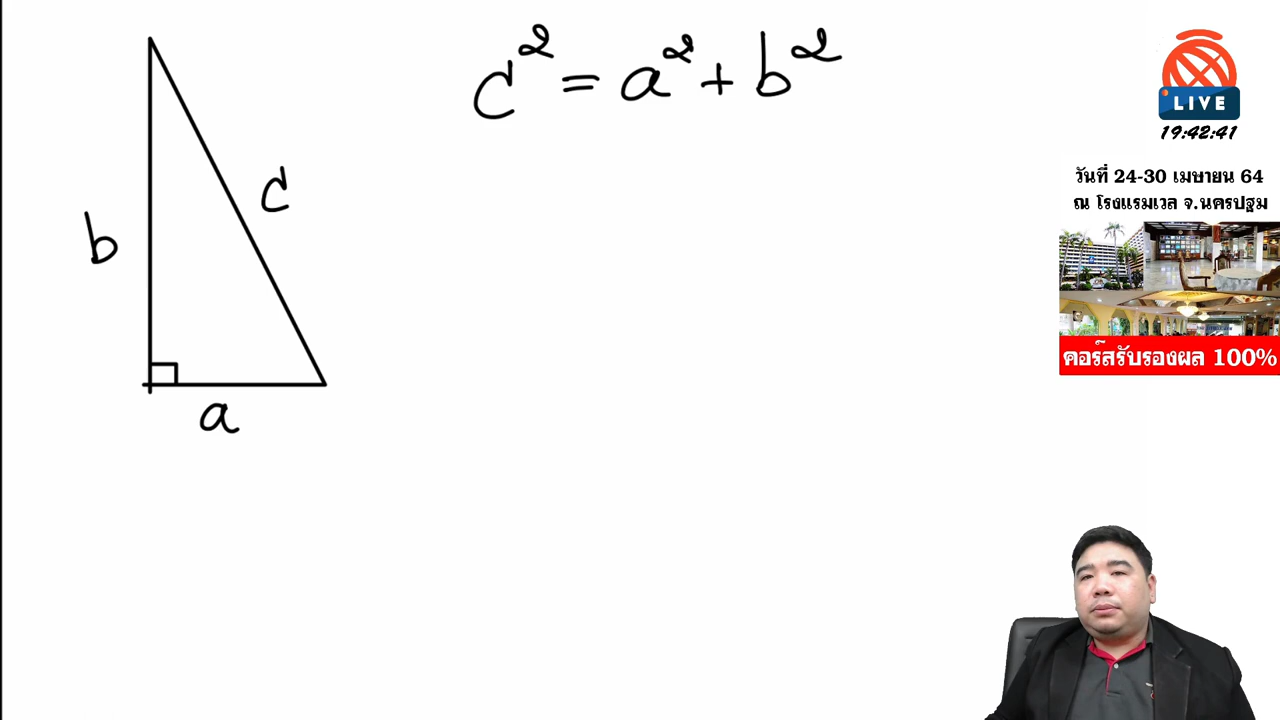 c² = a² + b²
b
c
a
LIVE
19:42:41
วันที่ 24-30 เมษายน 64
ณ โรงแรมเวล จ.นครปฐม
คอร์สรับรองผล 100%